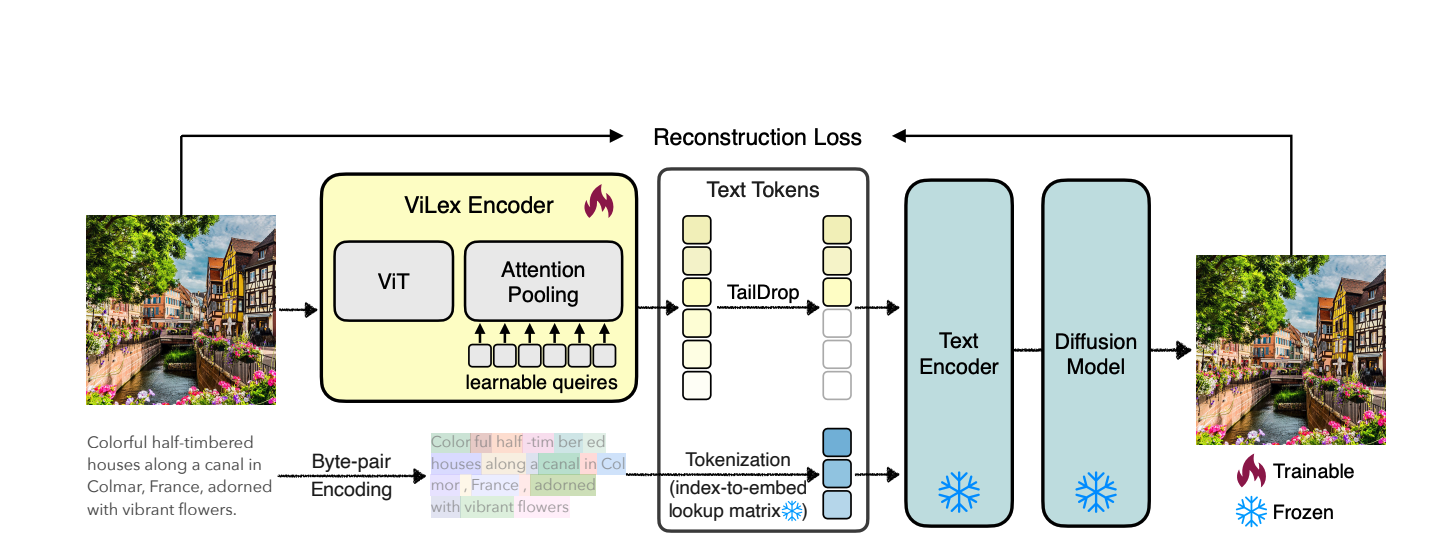 Reconstruction Loss
ViLex Encoder
ViT
Attention
Pooling
learnable queires
Text Tokens
TailDrop
Text
Encoder
Diffusion
Model
Colorful half-timbered
houses along a canal in
Colmar, France, adorned
with vibrant flowers.
Byte-pair
Encoding
Color ful half -tim ber ed
houses along a canal in Col
mor , France , adorned
with vibrant flowers
Tokenization
(index-to-embed
lookup matrix)
Trainable
Frozen